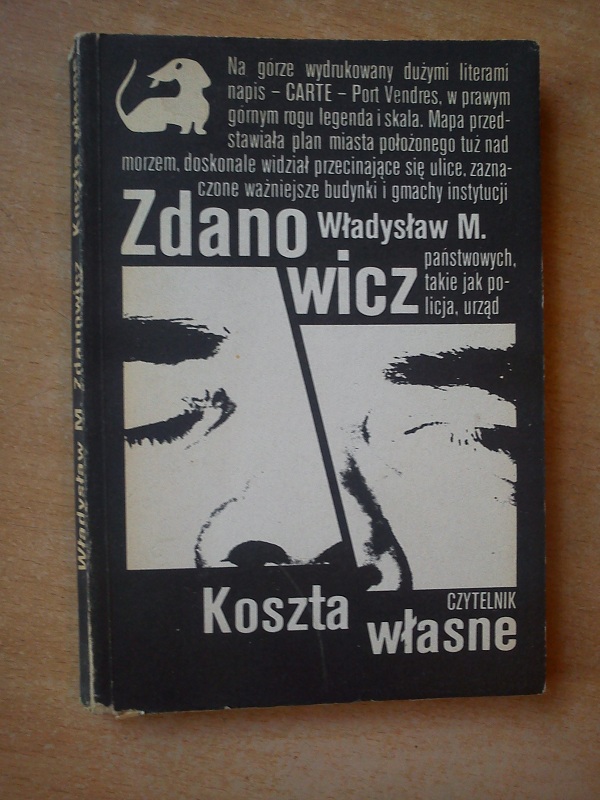 Na górze wydrukowany dużymi literami
napis – CARTE – Port Vendres, w prawym
górnym rogu legenda i skala. Mapa przed-
stawiała plan miasta położonego tuż nad
morzem, doskonale widział przecinające się ulice, zazna-
czone ważniejsze budynki i gmachy instytucji
Zdano
wicz
Władysław M.
państwowych,
takie jak po-
licja, urząd
Koszta
własne
CZYTELNIK
Władysław M. Zdanowicz Koszta własne